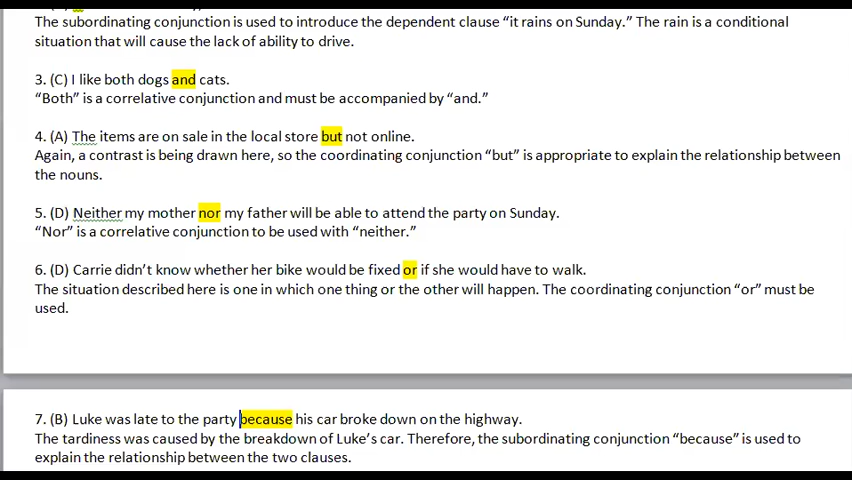 The subordinating conjunction is used to introduce the dependent clause “it rains on Sunday.” The rain is a conditional
situation that will cause the lack of ability to drive.
3. (C) I like both dogs and cats.
“Both” is a correlative conjunction and must be accompanied by “and.”
4. (A) The items are on sale in the local store but not online.
Again, a contrast is being drawn here, so the coordinating conjunction “but” is appropriate to explain the relationship between
the nouns.
5. (D) Neither my mother nor my father will be able to attend the party on Sunday.
“Nor” is a correlative conjunction to be used with “neither.”
6. (D) Carrie didn’t know whether her bike would be fixed or if she would have to walk.
The situation described here is one in which one thing or the other will happen. The coordinating conjunction “or” must be
used.
7. (B) Luke was late to the party because his car broke down on the highway.
The tardiness was caused by the breakdown of Luke’s car. Therefore, the subordinating conjunction “because” is used to
explain the relationship between the two clauses.